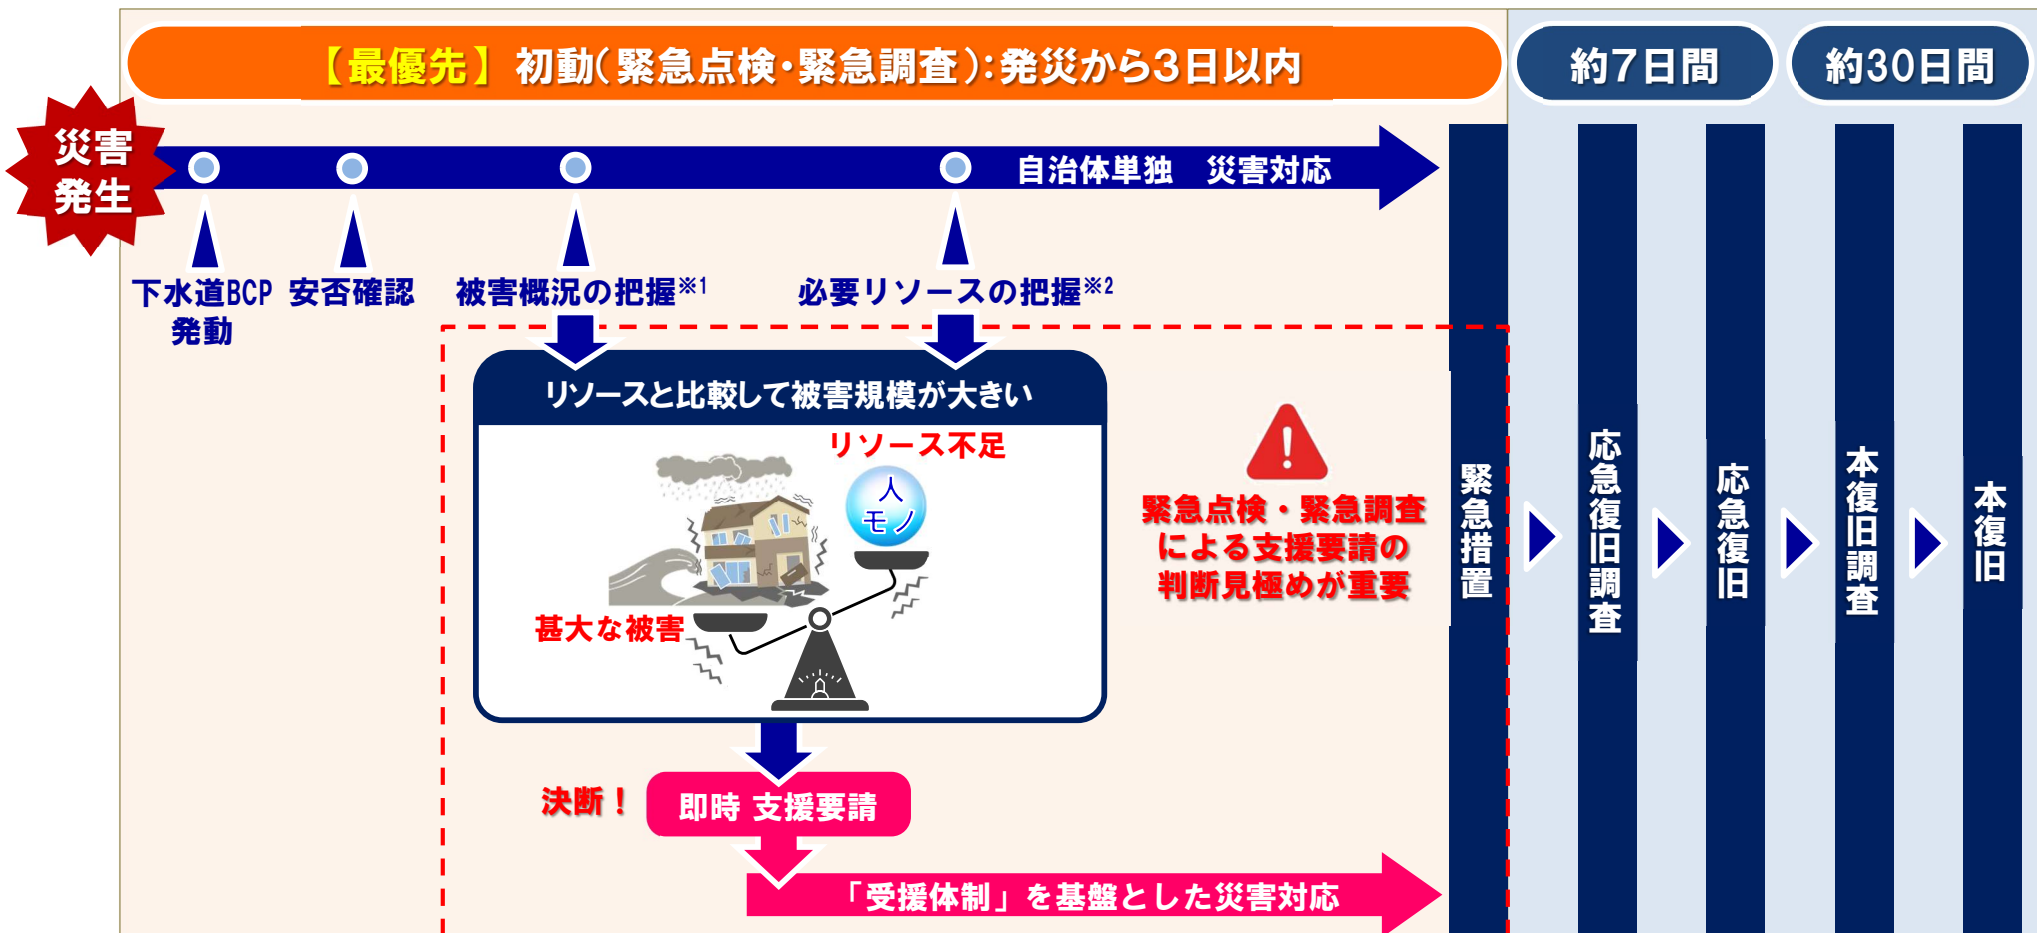 【最優先】 初動(緊急点検・緊急調査):発災から3日以内
約7日間
約30日間
災害
発生
自治体単独 災害対応
下水道BCP
発動
安否確認
被害概況の把握※1
必要リソースの把握※2
リソースと比較して被害規模が大きい
リソース不足
人
モノ
甚大な被害
緊急点検・緊急調査
による支援要請の
判断見極めが重要
決断！
即時 支援要請
「受援体制」を基盤とした災害対応
緊急措置
応急復旧調査
応急復旧
本復旧調査
本復旧